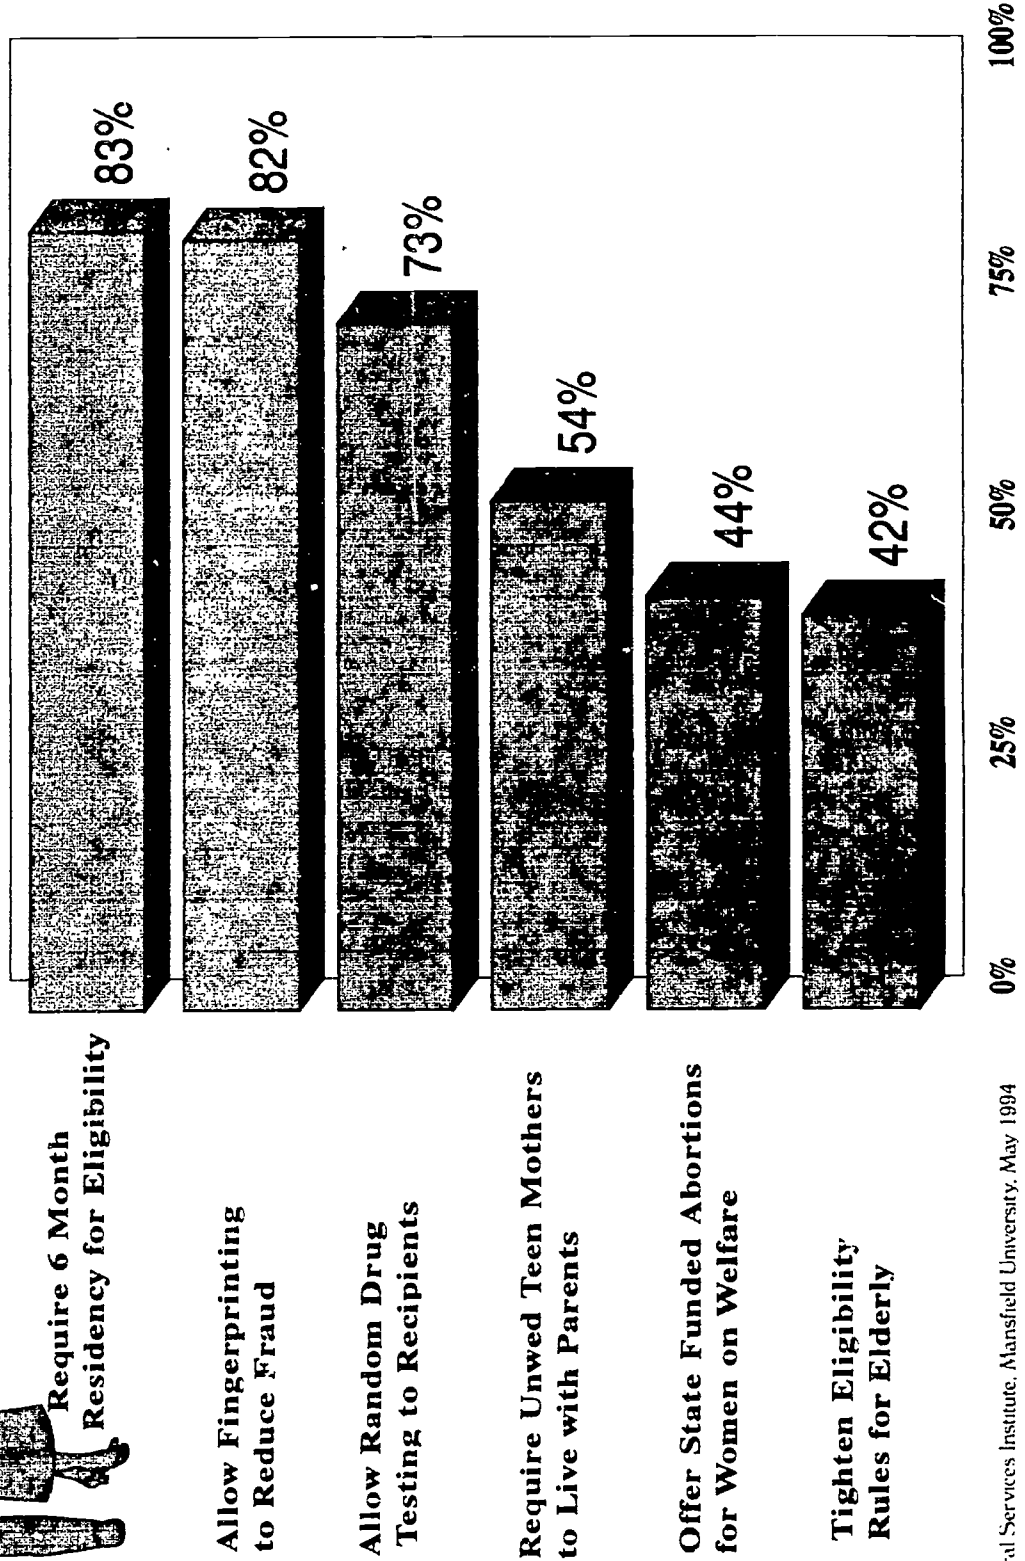 Require 6 Month
Residency for Eligibility
83%
Allow Fingerprinting
to Reduce Fraud
82%
Allow Random Drug
Testing to Recipients
73%
Require Unwed Teen Mothers
to Live with Parents
54%
Offer State Funded Abortions
for Women on Welfare
44%
Tighten Eligibility
Rules for Elderly
42%
0% 25% 50% 75% 100%
Services Institute, Mansfield University, May 1994